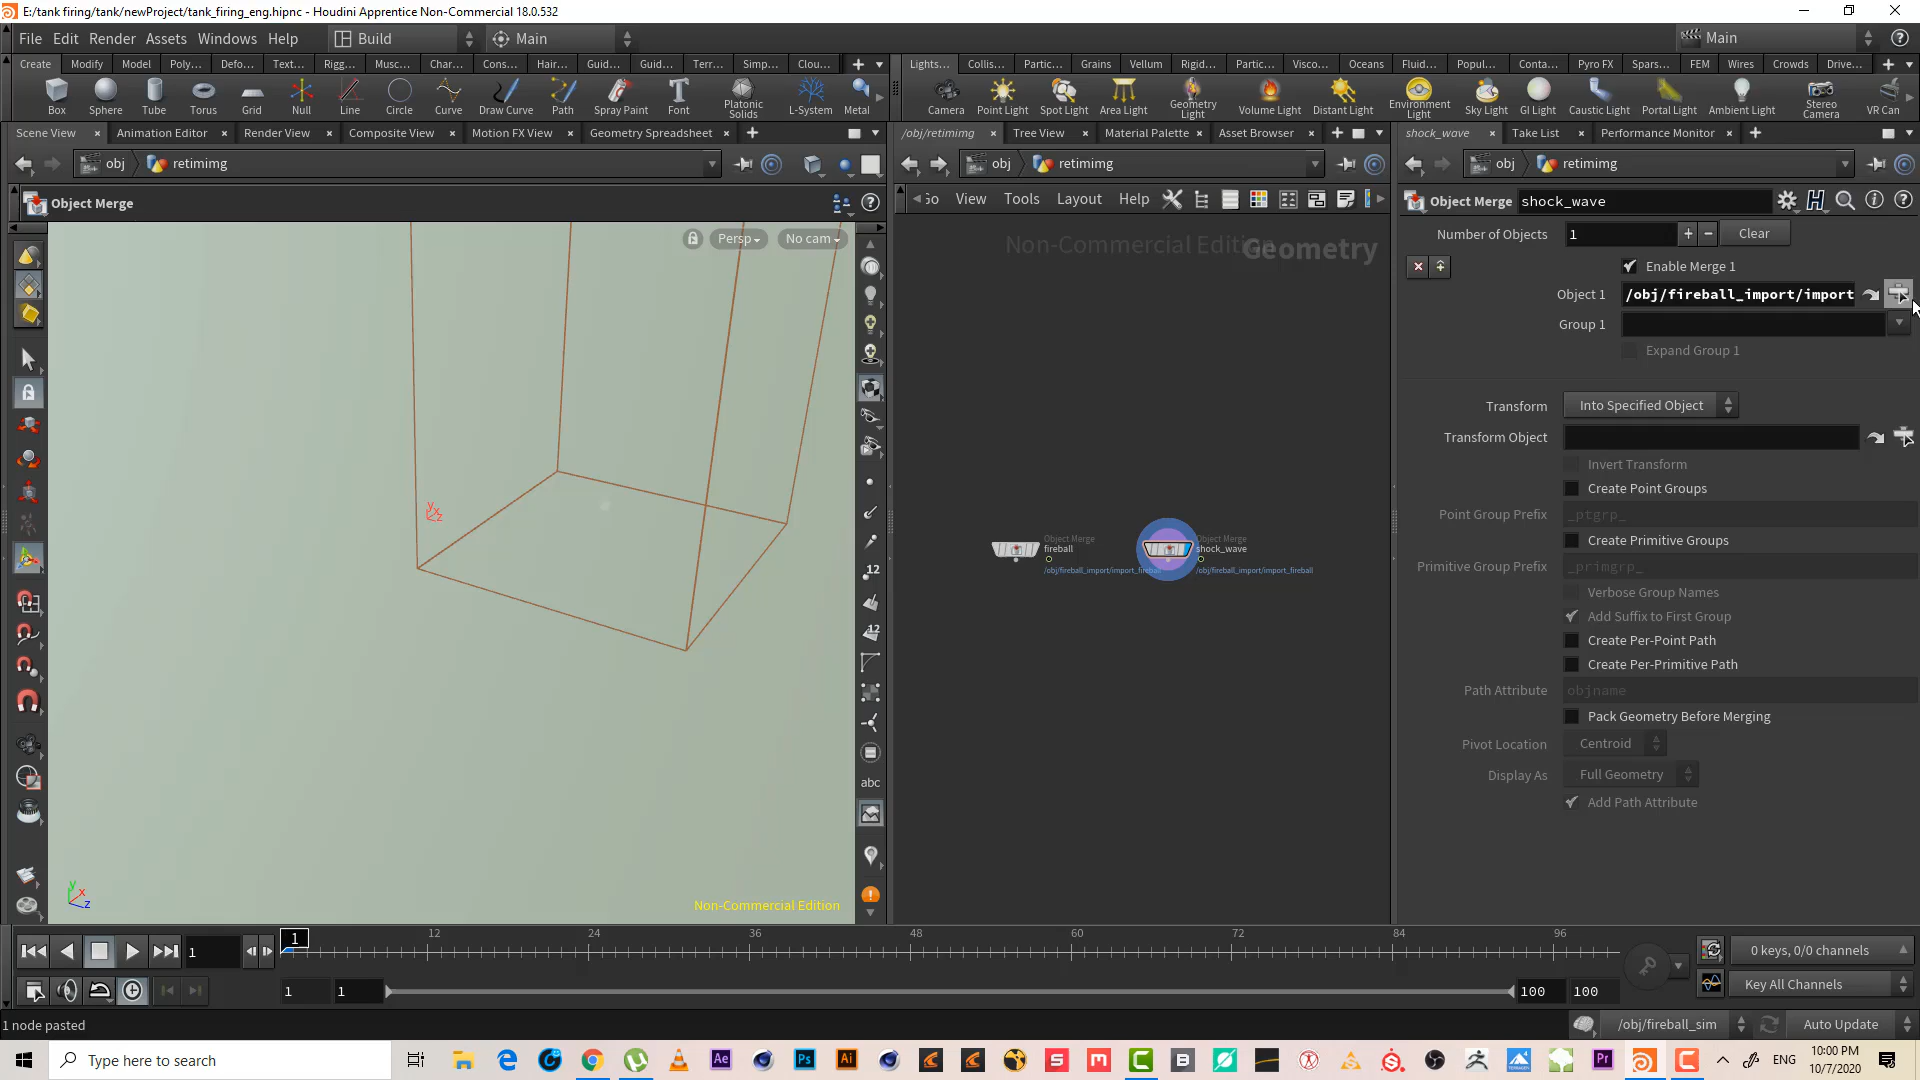 E:/tank firing/tank/newProject/tank_firing_eng.hipnc - Houdini Apprentice Non-Commercial 18.0.532
File Edit Render Assets Windows Help Build Main Main
Create Modify Model Poly... Defo... Text... Rigg... Musc... Char... Cons... Hair... Guid... Guid... Terr... Simp... Clou...
Lights... Collis... Partic... Grains Vellum Rigid... Partic... Visco... Oceans Fluid... Popul... Conta... Pyro FX Spars... FEM Wires Crowds Drive...
Box Sphere Tube Torus Grid Null Line Circle Curve Draw Curve Path Spray Paint Font Platonic Solids L-System Metal
Camera Point Light Spot Light Area Light Geometry Light Volume Light Distant Light Environment Light Sky Light GI Light Caustic Light Portal Light Ambient Light Stereo Camera VR Can
Scene View Animation Editor Render View Composite View Motion FX View Geometry Spreadsheet
/obj/retimimg Tree View Material Palette Asset Browser
shock_wave Take List Performance Monitor
obj retimimg
obj retimimg
obj retimimg
Object Merge
View Tools Layout Help
Object Merge shock_wave
Persp No cam
Non-Commercial Edition Geometry
Number of Objects 1 Clear
Enable Merge 1
Object 1 /obj/fireball_import/import
Group 1
Expand Group 1
Transform Into Specified Object
Transform Object
Invert Transform
Create Point Groups
Point Group Prefix _ptgrp_
Create Primitive Groups
Primitive Group Prefix _primgrp_
Verbose Group Names
Add Suffix to First Group
Create Per-Point Path
Create Per-Primitive Path
Path Attribute objname
Pack Geometry Before Merging
Pivot Location Centroid
Display As Full Geometry
Add Path Attribute
Object Merge
fireball
Object Merge
shock_wave
/obj/fireball_import/import_fireball
y x z
12
12
abc
y x z
Non-Commercial Edition
1 1 12 24 36 48 60 72 84 96
0 keys, 0/0 channels
1 1 100 100
Key All Channels
1 node pasted
/obj/fireball_sim Auto Update
Type here to search
ENG
10:00 PM
10/7/2020